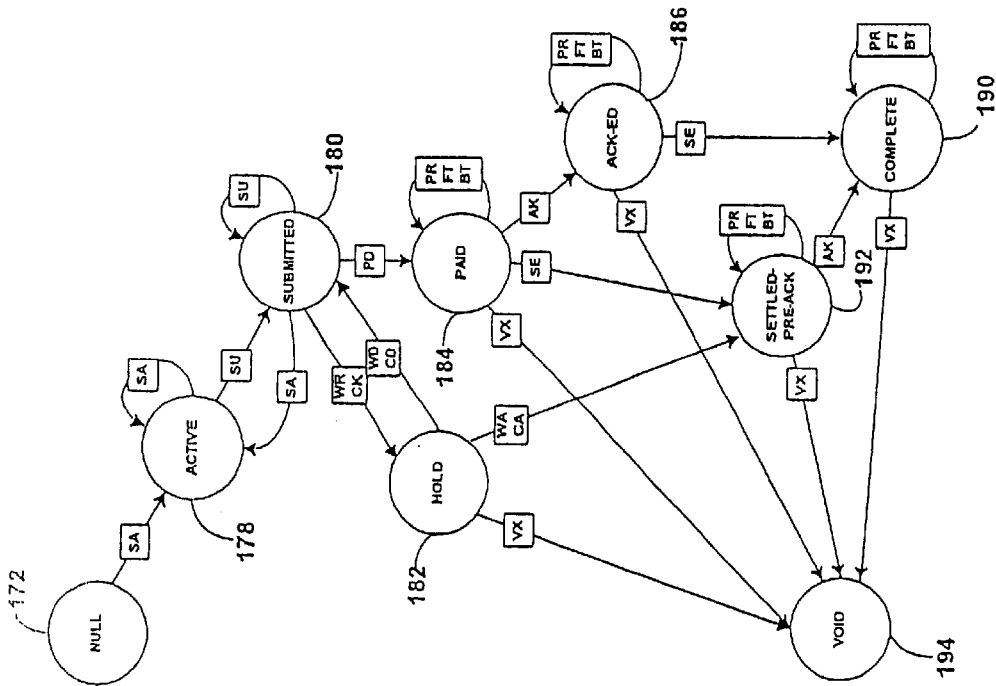 172
NULL
SA
ACTIVE
178
SA
SU
SA
SUBMITTED
180
SU
WR
CK
WD
CD
PD
HOLD
182
VX
WA
CA
PAID
184
PR
FT
BT
VX
SE
AK
ACK-ED
186
PR
FT
BT
VX
SE
SETTLED-
PRE-ACK
192
PR
FT
BT
VX
AK
COMPLETE
190
PR
FT
BT
VX
VOID
194